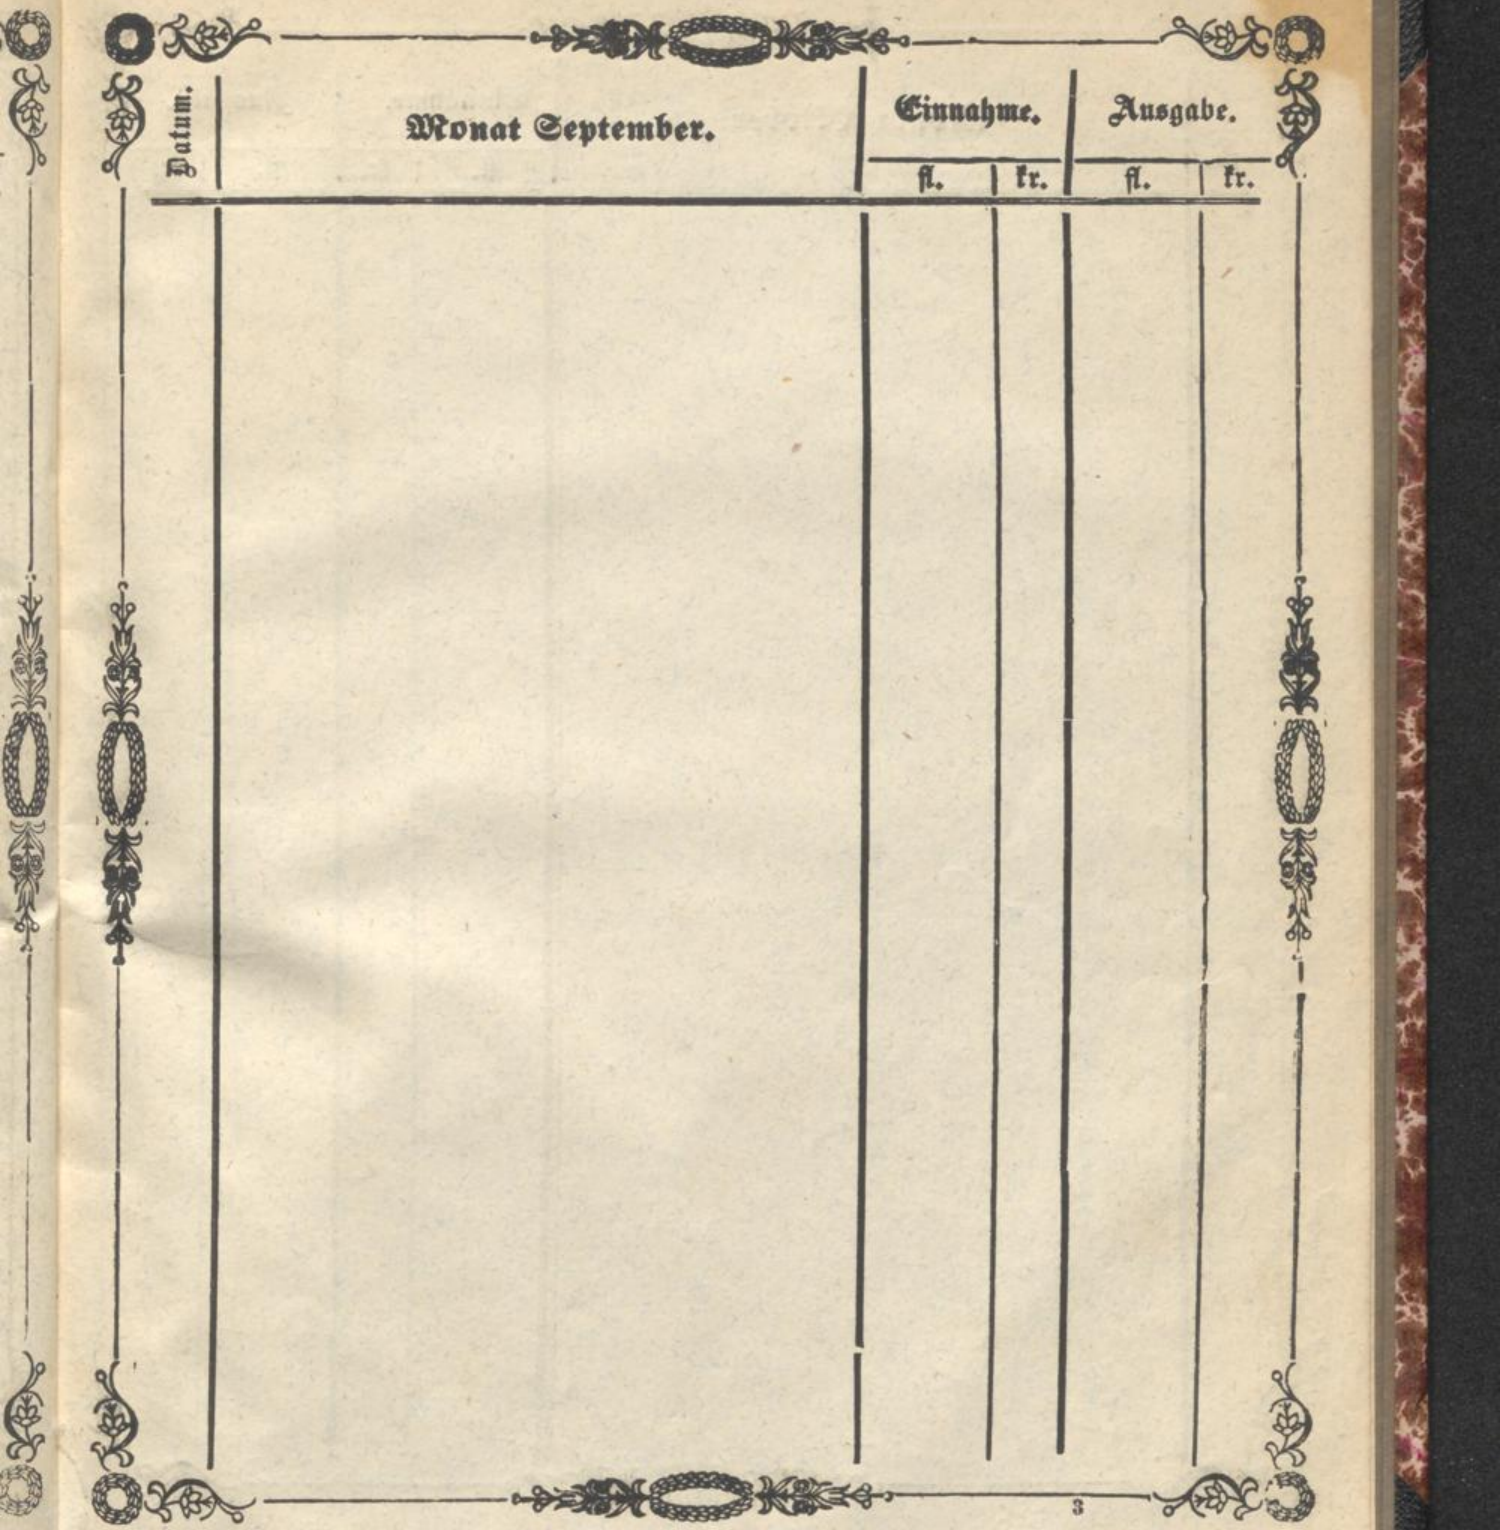 Datum.
Monat September.
Einnahme. Ausgabe.
fl. kr. fl. kr.
3